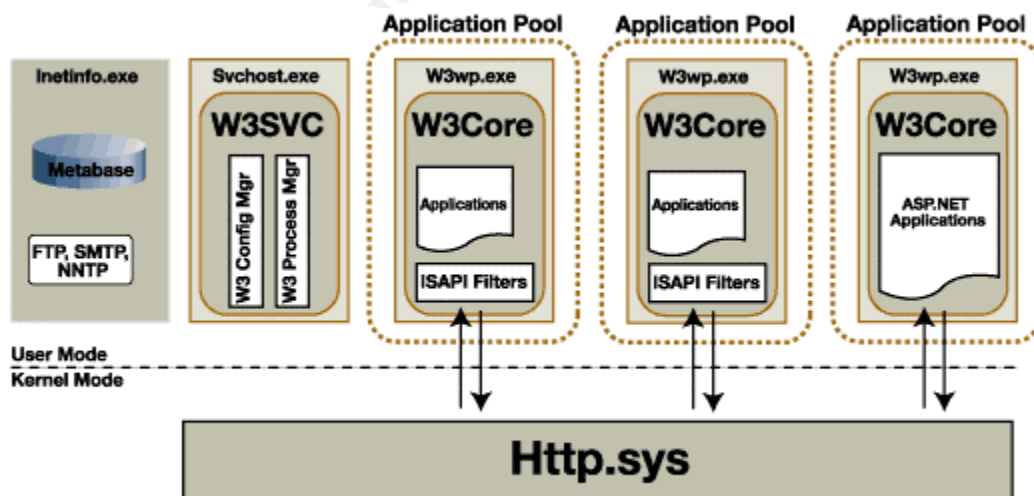 Application Pool
Application Pool
Application Pool
Inetinfo.exe
Svchost.exe
W3wp.exe
W3wp.exe
W3wp.exe
W3SVC
W3Core
W3Core
W3Core
Metabase
FTP, SMTP,
NNTP
W3 Config Mgr
W3 Process Mgr
Applications
ISAPI Filters
Applications
ISAPI Filters
ASP.NET
Applications
User Mode
Kernel Mode
Http.sys